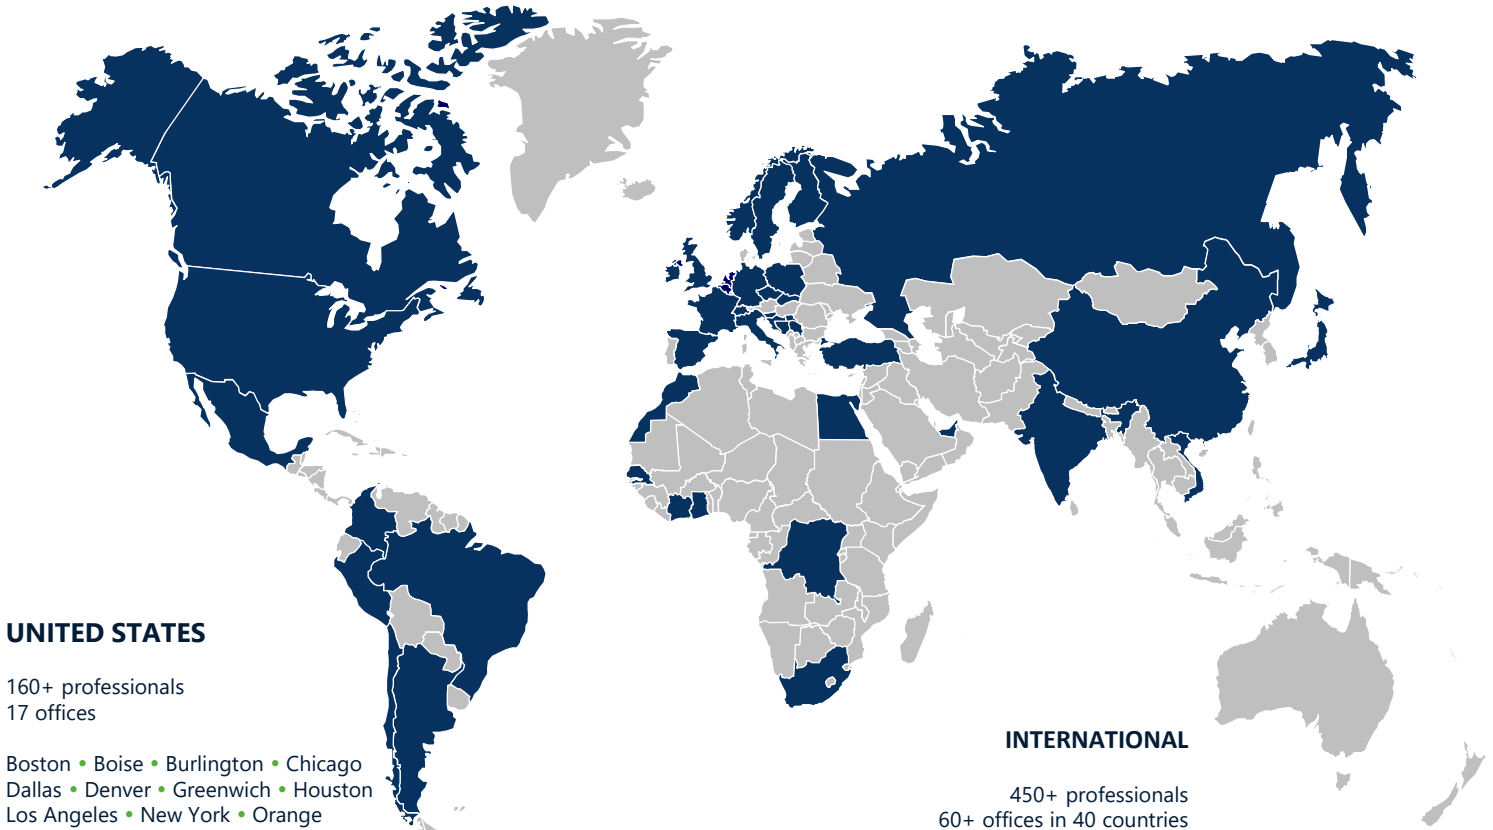 UNITED STATES
160+ professionals
17 offices
Boston • Boise • Burlington • Chicago
Dallas • Denver • Greenwich • Houston
Los Angeles • New York • Orange
INTERNATIONAL
450+ professionals
60+ offices in 40 countries